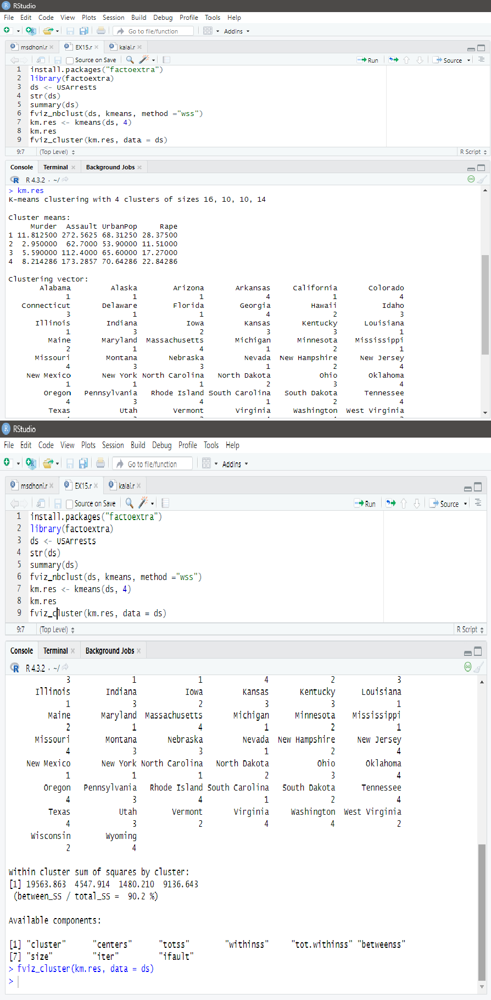 RStudio
File Edit Code View Plots Session Build Debug Profile Tools Help
Go to file/function Addins
msdhoni.r EX15.r kalai.r
Source on Save Run Source
1 install.packages("factoextra")
2 library(factoextra)
3 ds <- USArrests
4 str(ds)
5 summary(ds)
6 fviz_nbclust(ds, kmeans, method ="wss")
7 km.res <- kmeans(ds, 4)
8 km.res
9 fviz_cluster(km.res, data = ds)
9:7 (Top Level) R Script
Console Terminal Background Jobs
R 4.3.2 · ~/
> km.res
K-means clustering with 4 clusters of sizes 16, 10, 10, 14
Cluster means:
Murder Assault UrbanPop Rape
1 11.812500 272.5625 68.31250 28.37500
2 2.950000 62.7000 53.90000 11.51000
3 5.590000 112.4000 65.60000 17.27000
4 8.214286 173.2857 70.64286 22.84286
Clustering vector:
Alabama Alaska Arizona Arkansas California Colorado
1 1 1 4 1 4
Connecticut Delaware Florida Georgia Hawaii Idaho
3 1 1 4 2 3
Illinois Indiana Iowa Kansas Kentucky Louisiana
1 3 2 3 3 1
Maine Maryland Massachusetts Michigan Minnesota Mississippi
2 1 4 1 2 1
Missouri Montana Nebraska Nevada New Hampshire New Jersey
4 3 3 1 2 4
New Mexico New York North Carolina North Dakota Ohio Oklahoma
1 1 1 2 3 4
Oregon Pennsylvania Rhode Island South Carolina South Dakota Tennessee
4 3 4 1 2 4
Texas Utah Vermont Virginia Washington West Virginia
RStudio
File Edit Code View Plots Session Build Debug Profile Tools Help
Go to file/function Addins
msdhoni.r EX15.r kalai.r
Source on Save Run Source
1 install.packages("factoextra")
2 library(factoextra)
3 ds <- USArrests
4 str(ds)
5 summary(ds)
6 fviz_nbclust(ds, kmeans, method ="wss")
7 km.res <- kmeans(ds, 4)
8 km.res
9 fviz_cluster(km.res, data = ds)
9:7 (Top Level) R Script
Console Terminal Background Jobs
R 4.3.2 · ~/
3 1 1 4 2 3
Illinois Indiana Iowa Kansas Kentucky Louisiana
1 3 2 3 3 1
Maine Maryland Massachusetts Michigan Minnesota Mississippi
2 1 4 1 2 1
Missouri Montana Nebraska Nevada New Hampshire New Jersey
4 3 3 1 2 4
New Mexico New York North Carolina North Dakota Ohio Oklahoma
1 1 1 2 3 4
Oregon Pennsylvania Rhode Island South Carolina South Dakota Tennessee
4 3 4 1 2 4
Texas Utah Vermont Virginia Washington West Virginia
4 3 2 4 4 2
Wisconsin Wyoming
2 4
Within cluster sum of squares by cluster:
[1] 19563.863 4547.914 1480.210 9136.643
(between_SS / total_SS = 90.2 %)
Available components:
[1] "cluster" "centers" "totss" "withinss" "tot.withinss" "betweenss"
[7] "size" "iter" "ifault"
> fviz_cluster(km.res, data = ds)
>